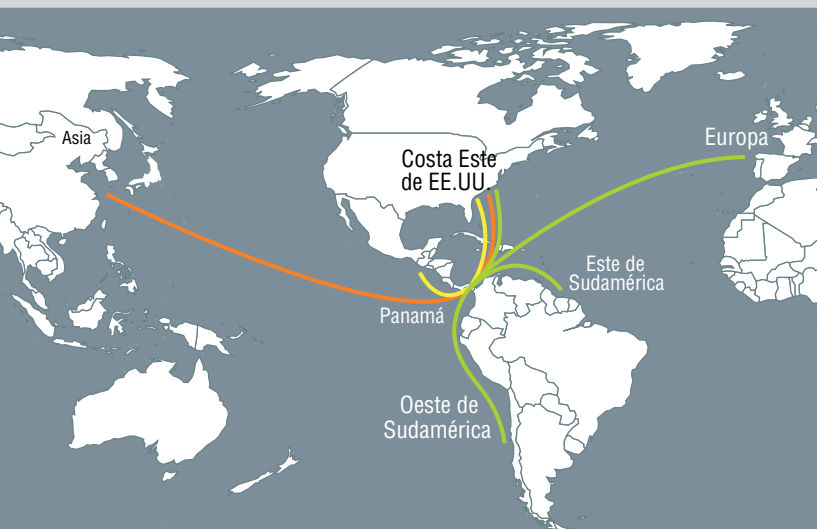 Asia
Costa Este
de EE.UU.
Europa
Este de
Sudamérica
Panamá
Oeste de
Sudamérica